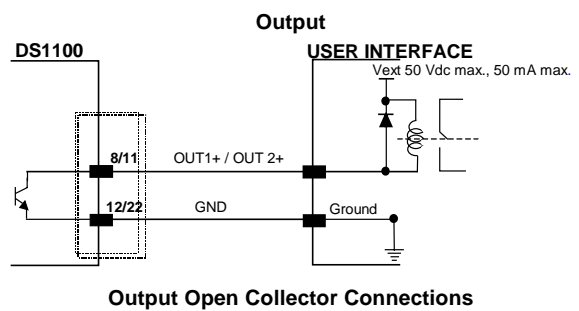 Output
DS1100
USER INTERFACE
Vext 50 Vdc max., 50 mA max.
8/11
OUT1+ / OUT 2+
12/22
GND
Ground
Output Open Collector Connections